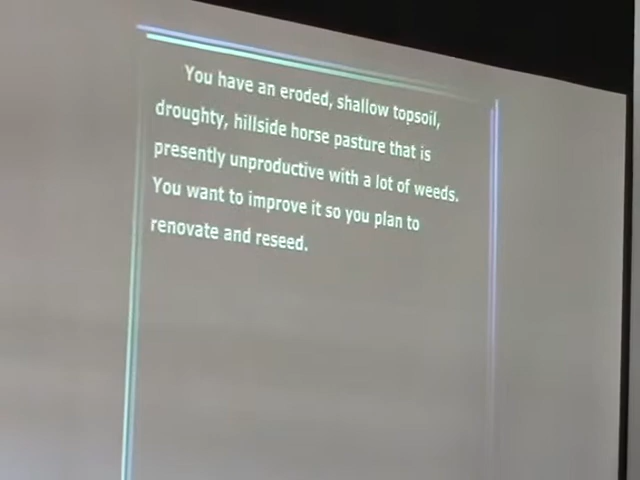 You have an eroded, shallow topsoil,
droughty, hillside horse pasture that is
presently unproductive with a lot of weeds.
You want to improve it so you plan to
renovate and reseed.